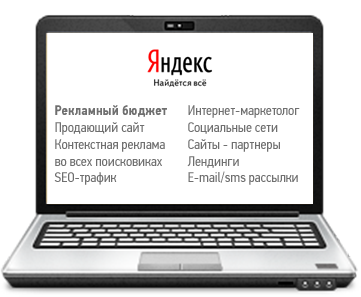 Яндекс
Найдётся всё
Рекламный бюджет
Продающий сайт
Контекстная реклама
во всех поисковиках
SEO-трафик
Интернет-маркетолог
Социальные сети
Сайты - партнеры
Лендинги
E-mail/sms рассылки